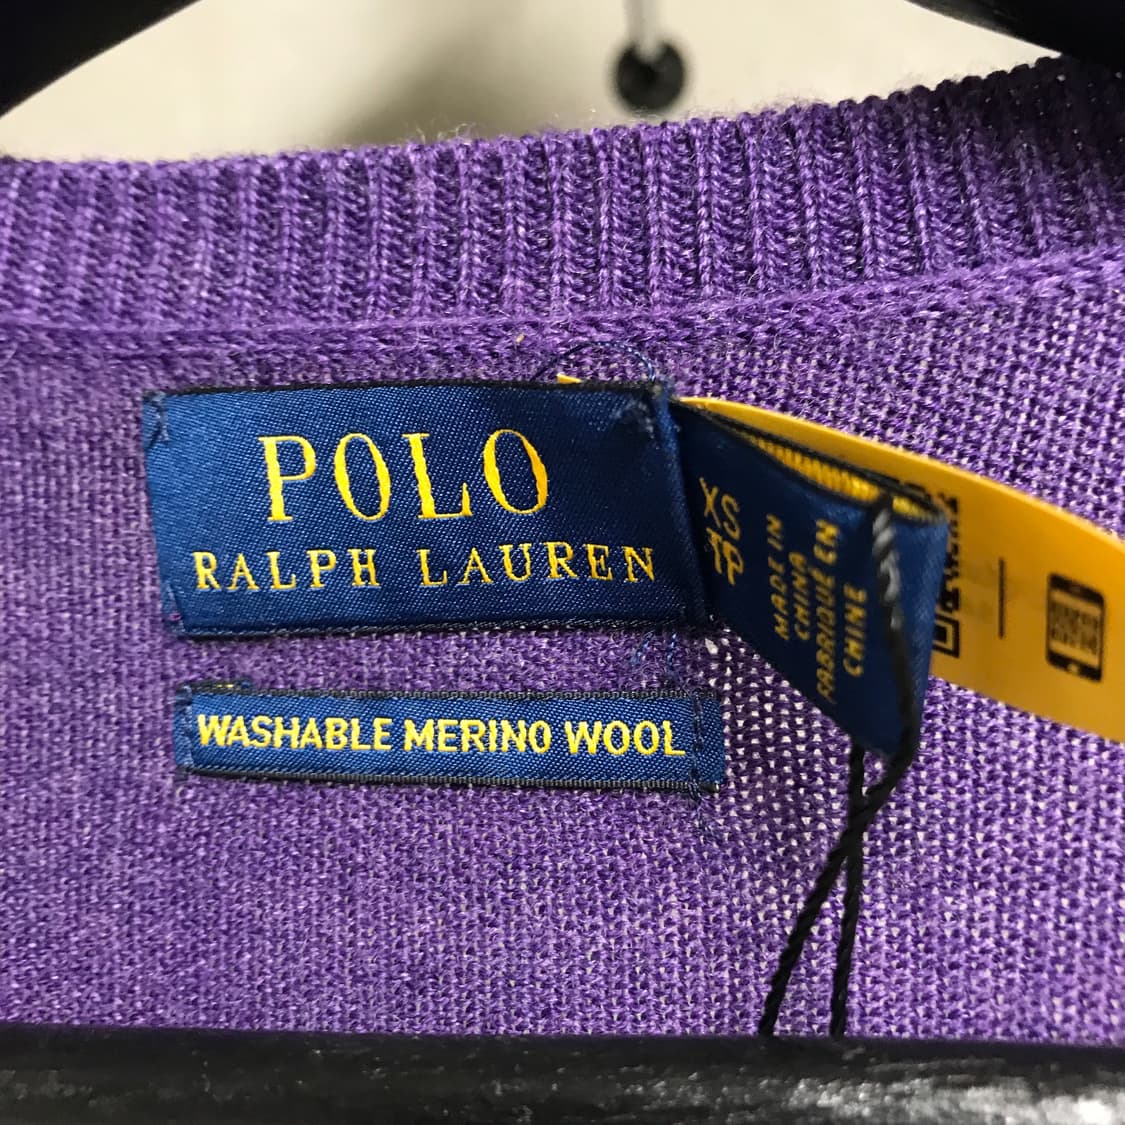 POLO
RALPH LAUREN
XS
TP
MADE IN
CHINA
FABRIQUÉ EN
CHINE
WASHABLE MERINO WOOL